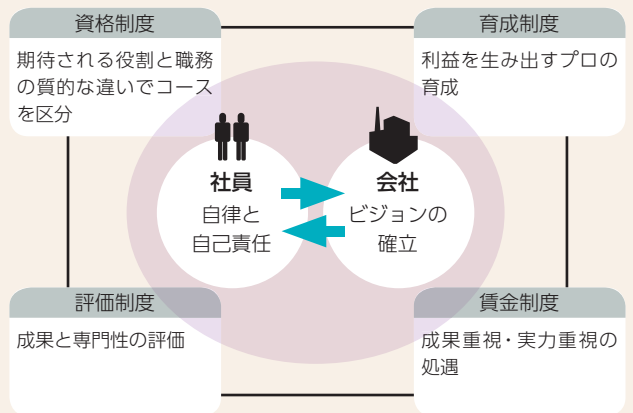 資格制度
期待される役割と職務
の質的な違いでコース
を区分
育成制度
利益を生み出すプロの
育成
社員
自律と
自己責任
会社
ビジョンの
確立
評価制度
成果と専門性の評価
賃金制度
成果重視・実力重視の
処遇